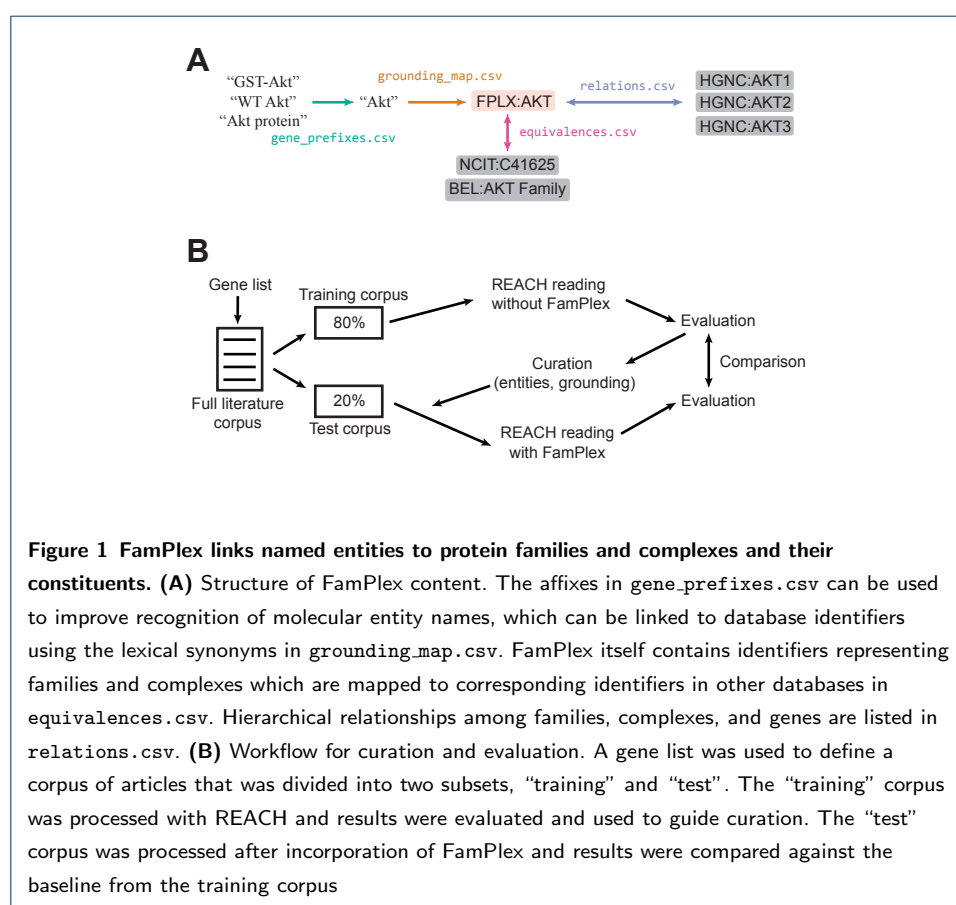 A
“GST-Akt”
“WT Akt”
“Akt protein”
gene_prefixes.csv
“Akt”
grounding_map.csv
FPLX:AKT
relations.csv
HGNC:AKT1
HGNC:AKT2
HGNC:AKT3
equivalences.csv
NCIT:C41625
BEL:AKT Family
B
Gene list
Full literature
corpus
Training corpus
80%
20%
Test corpus
REACH reading
without FamPlex
Curation
(entities, grounding)
REACH reading
with FamPlex
Evaluation
Comparison
Evaluation
Figure 1 FamPlex links named entities to protein families and complexes and their
constituents. (A) Structure of FamPlex content. The affixes in gene_prefixes.csv can be used
to improve recognition of molecular entity names, which can be linked to database identifiers
using the lexical synonyms in grounding_map.csv. FamPlex itself contains identifiers representing
families and complexes which are mapped to corresponding identifiers in other databases in
equivalences.csv. Hierarchical relationships among families, complexes, and genes are listed in
relations.csv. (B) Workflow for curation and evaluation. A gene list was used to define a
corpus of articles that was divided into two subsets, “training” and “test”. The “training” corpus
was processed with REACH and results were evaluated and used to guide curation. The “test”
corpus was processed after incorporation of FamPlex and results were compared against the
baseline from the training corpus